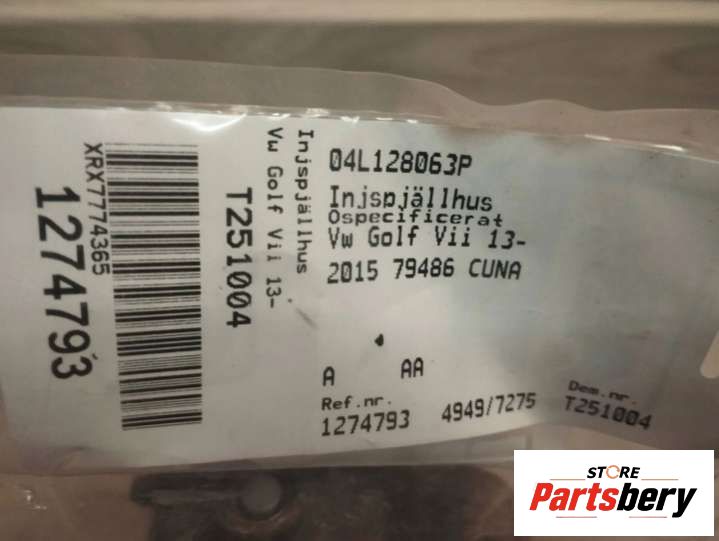 XRX7774365
1274793
T251004
Vw Golf Vii 13-
Injspjällhus
04L128063P
Injspjällhus
Ospecificerat
Vw Golf Vii 13-
2015 79486 CUNA
A AA
Ref.nr. Dem.nr.
1274793 4949/7275 T251004
STORE
Partsbery